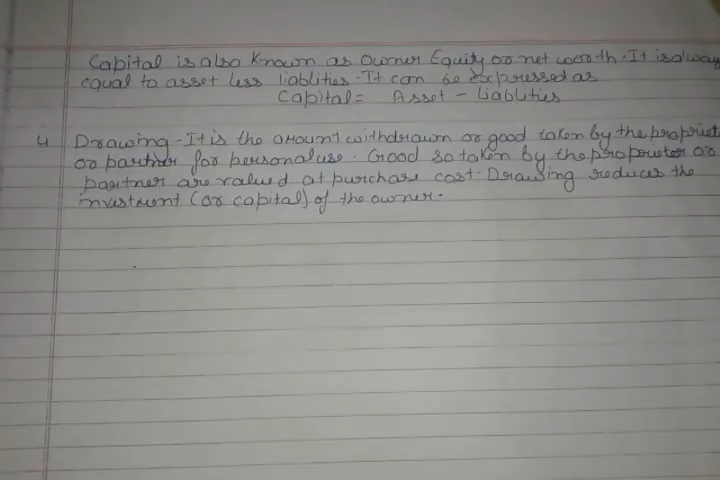 Capital is also Known as Owner Equity or net worth. It is alway
equal to asset less liablities. It can be expressed as
Capital = Asset - Liablities
4 Drawing - It is the amount withdrawn or good taken by the propriet
or partner for personal use. Good so taken by the proprietor or
partner are valued at purchase cost. Drawing reduces the
investment (or capital) of the owner.